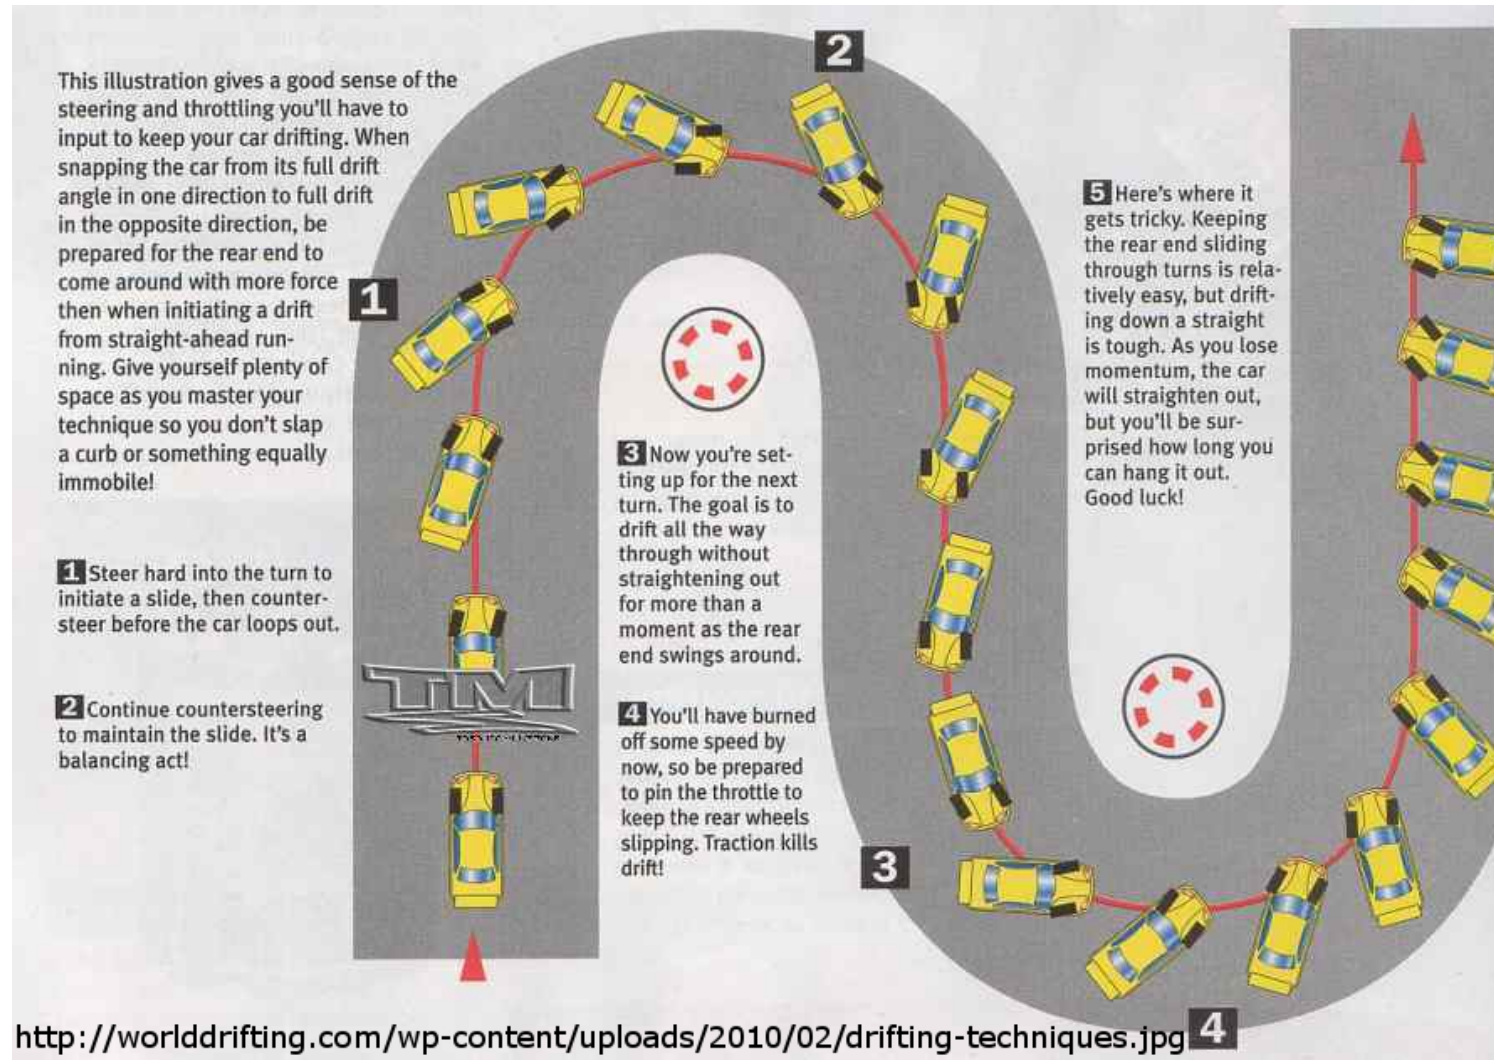 This illustration gives a good sense of the
steering and throttling you'll have to
input to keep your car drifting. When
snapping the car from its full drift
angle in one direction to full drift
in the opposite direction, be
prepared for the rear end to
come around with more force
then when initiating a drift
from straight-ahead run-
ning. Give yourself plenty of
space as you master your
technique so you don't slap
a curb or something equally
immobile!
1 Steer hard into the turn to
initiate a slide, then counter-
steer before the car loops out.
2 Continue countersteering
to maintain the slide. It's a
balancing act!
1
2
3 Now you're set-
ting up for the next
turn. The goal is to
drift all the way
through without
straightening out
for more than a
moment as the rear
end swings around.
4 You'll have burned
off some speed by
now, so be prepared
to pin the throttle to
keep the rear wheels
slipping. Traction kills
drift!
TM
3
5 Here's where it
gets tricky. Keeping
the rear end sliding
through turns is rela-
tively easy, but drift-
ing down a straight
is tough. As you lose
momentum, the car
will straighten out,
but you'll be sur-
prised how long you
can hang it out.
Good luck!
4
http://worlddrifting.com/wp-content/uploads/2010/02/drifting-techniques.jpg